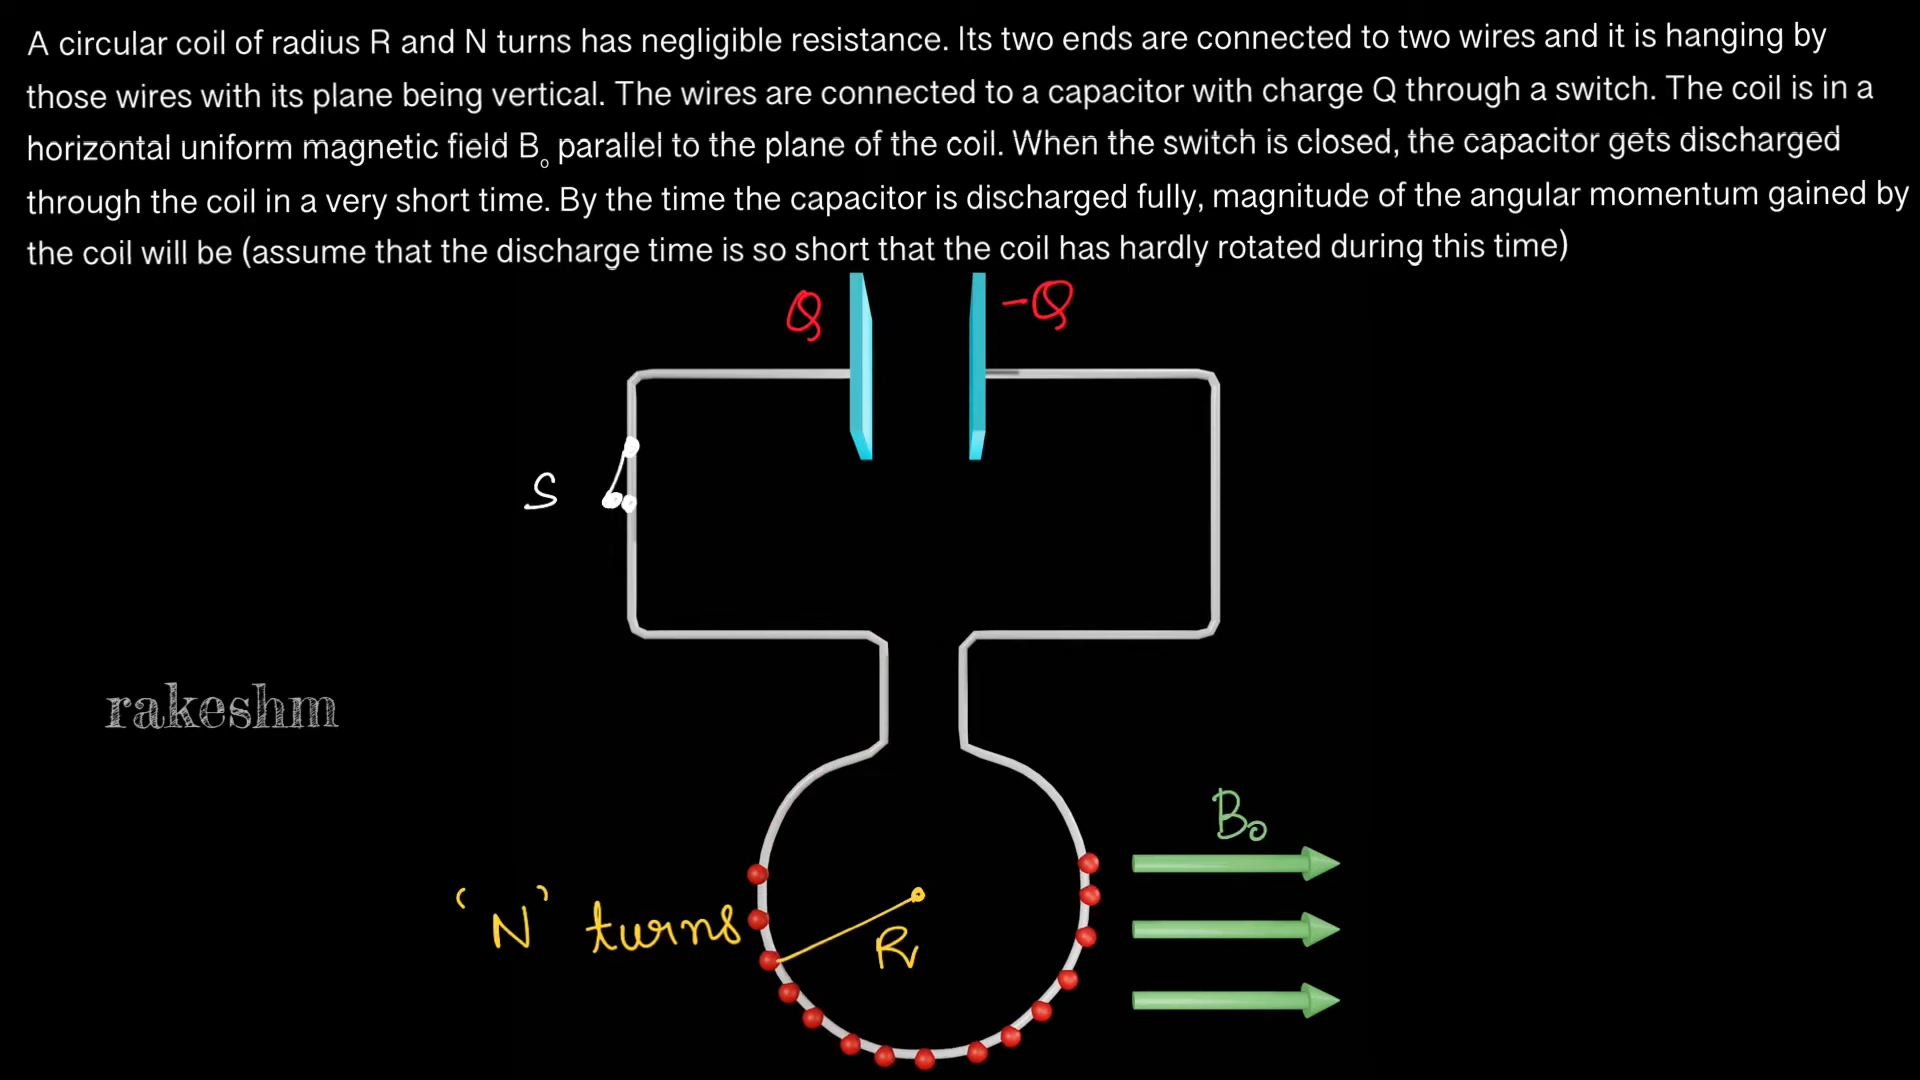 A circular coil of radius R and N turns has negligible resistance. Its two ends are connected to two wires and it is hanging by
those wires with its plane being vertical. The wires are connected to a capacitor with charge Q through a switch. The coil is in a
horizontal uniform magnetic field B₀ parallel to the plane of the coil. When the switch is closed, the capacitor gets discharged
through the coil in a very short time. By the time the capacitor is discharged fully, magnitude of the angular momentum gained by
the coil will be (assume that the discharge time is so short that the coil has hardly rotated during this time)
Q
-Q
S
rakeshm
B₀
'N' turns
R